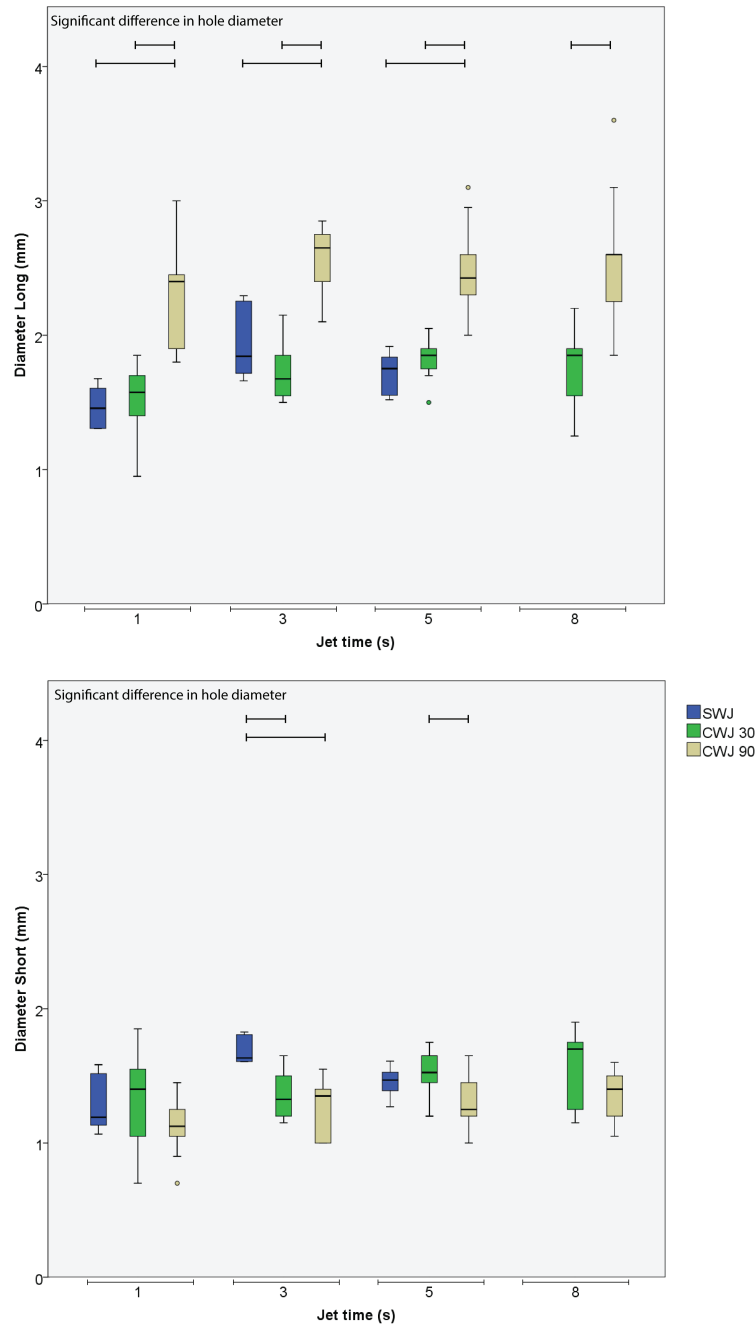 Significant difference in hole diameter
4
3
2
1
0
Diameter Long (mm)
1 3 5 8
Jet time (s)
Significant difference in hole diameter
SWJ
CWJ 30
CWJ 90
4
3
2
1
0
Diameter Short (mm)
1 3 5 8
Jet time (s)